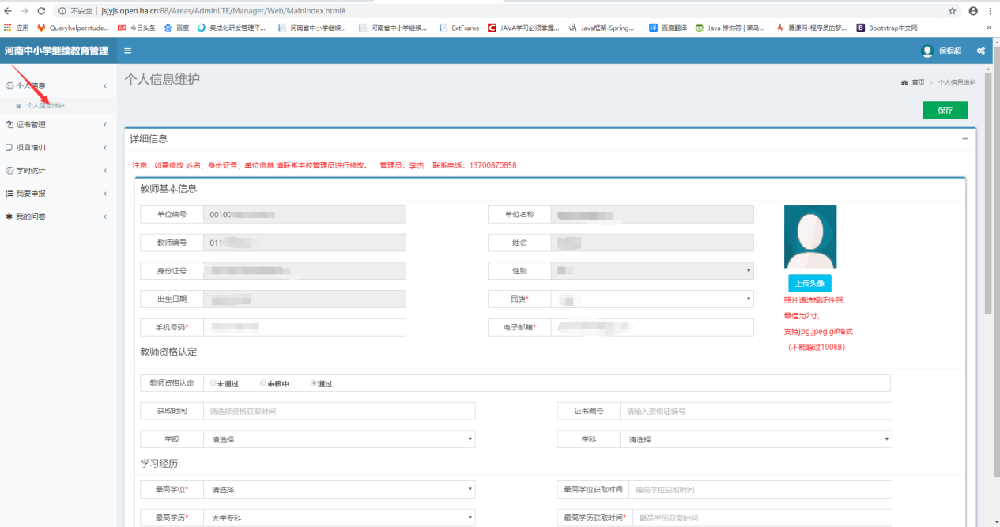 不安全 | jsjyjs.open.ha.cn:88/Areas/AdminLTE/Manager/Web/MainIndex.html#
应用 Queryhelperstude... 今日头条 百度 集成化研发管理平... 河南省中小学继续... 河南省中小学继续... ExtFrame JAVA学习必须掌握... Java框架-Spring... 百度翻译 Java 修饰符 | 菜鸟... 慕课网-程序员的梦... Bootstrap中文网 »
河南中小学继续教育管理 侯根超
个人信息
个人信息维护
证书管理
项目培训
学时统计
我要申报
我的问卷
个人信息维护
首页 > 个人信息维护
保存
详细信息
注意：如需修改 姓名、身份证号、单位信息 请联系本校管理员进行修改。 管理员：李杰 联系电话：13700870858
教师基本信息
单位编号 00100 单位名称
教师编号 011 姓名
身份证号 性别
出生日期 民族*
手机号码* 电子邮箱*
上传头像
照片请选择证件照,
最佳为2寸,
支持jpg,jpeg,gif格式
（不能超过100kB）
教师资格认定
教师资格认定 未通过 审核中 通过
获取时间 请选择资格获取时间 证书编号 请输入资格证编号
学段 请选择 学科 请选择
学习经历
最高学位* 请选择 最高学位获取时间 最高学位获取时间
最高学历* 大学专科 最高学历获取时间* 最高学历获取时间